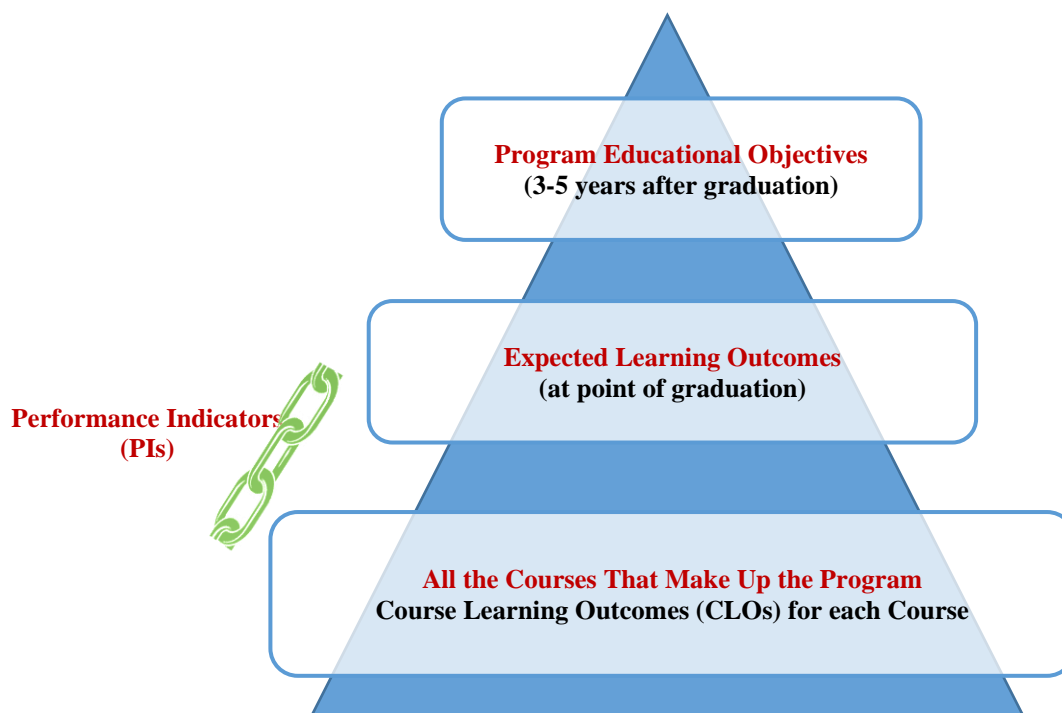 Program Educational Objectives
(3-5 years after graduation)
Expected Learning Outcomes
(at point of graduation)
Performance Indicators
(PIs)
All the Courses That Make Up the Program
Course Learning Outcomes (CLOs) for each Course